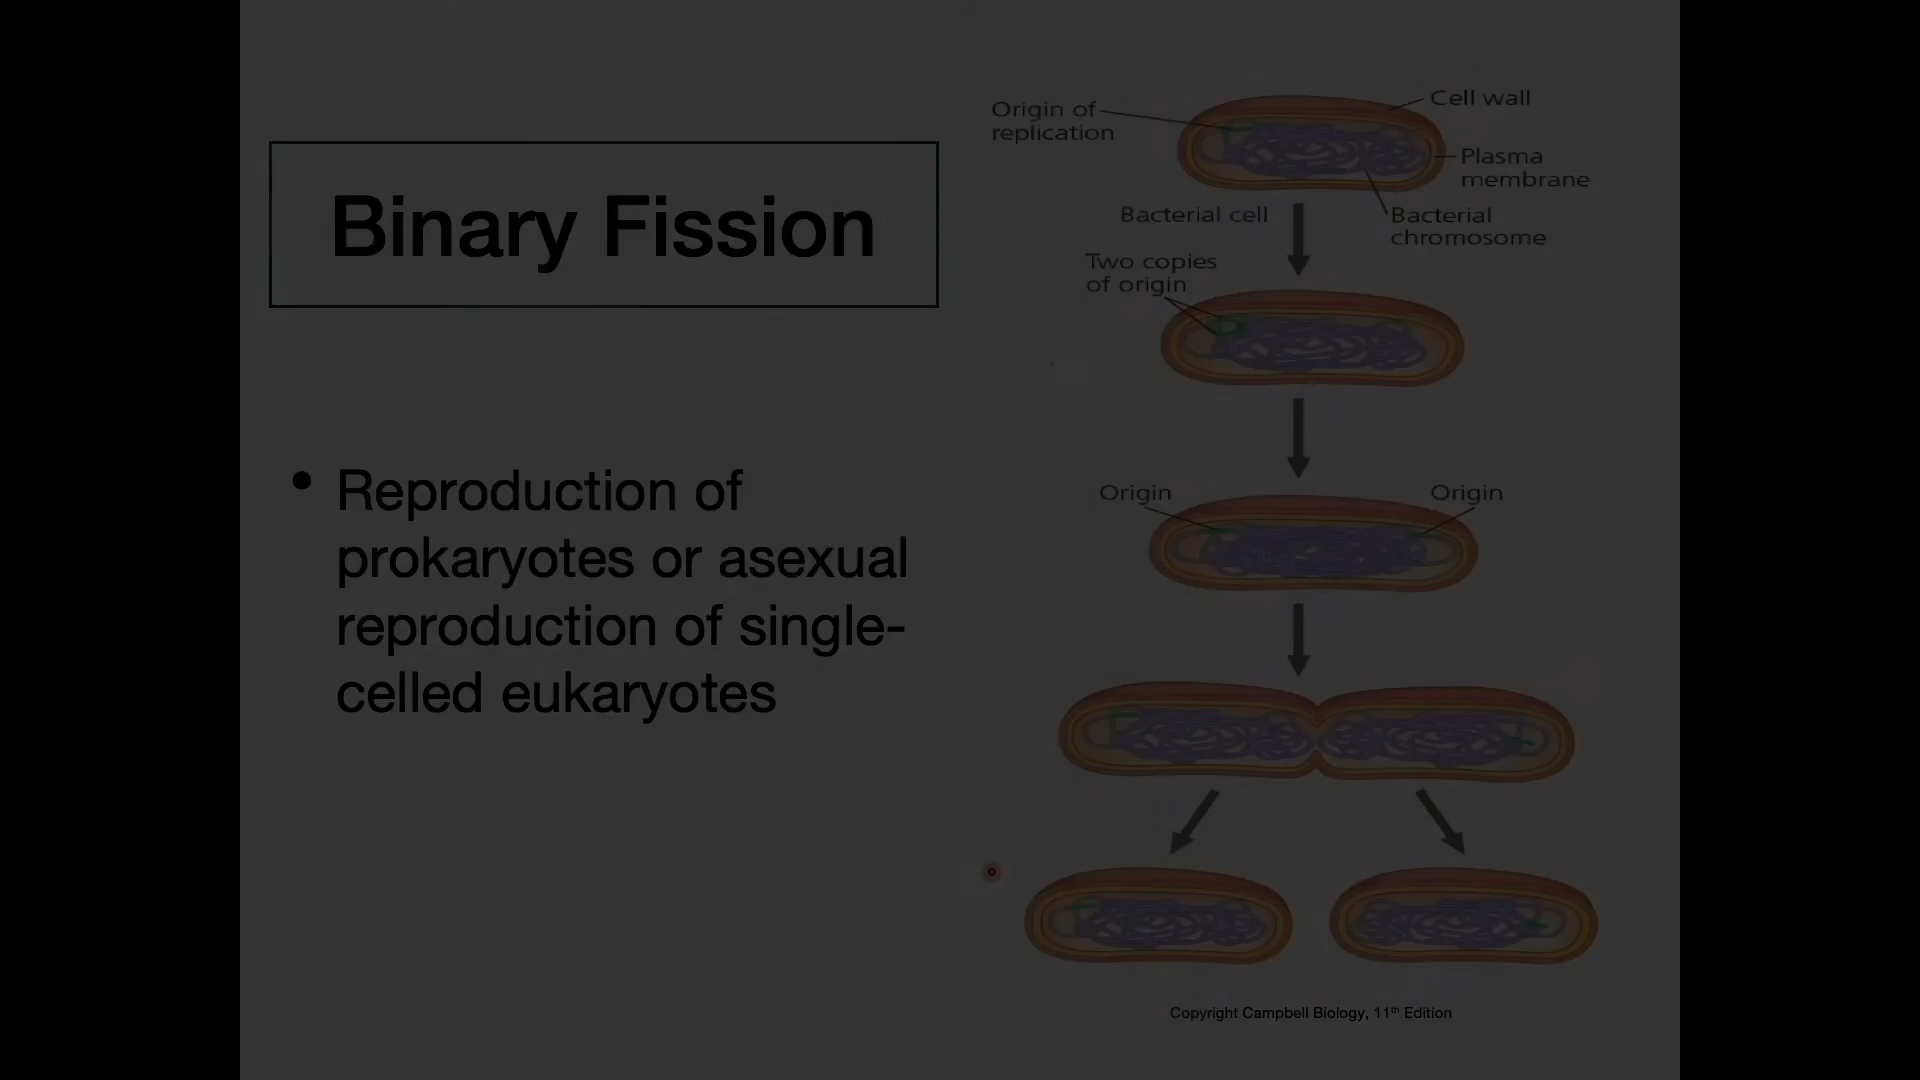 Binary Fission
• Reproduction of
prokaryotes or asexual
reproduction of single-
celled eukaryotes
Origin of
replication
Cell wall
Plasma
membrane
Bacterial cell
Bacterial
chromosome
Two copies
of origin
Origin
Origin
Copyright Campbell Biology, 11th Edition